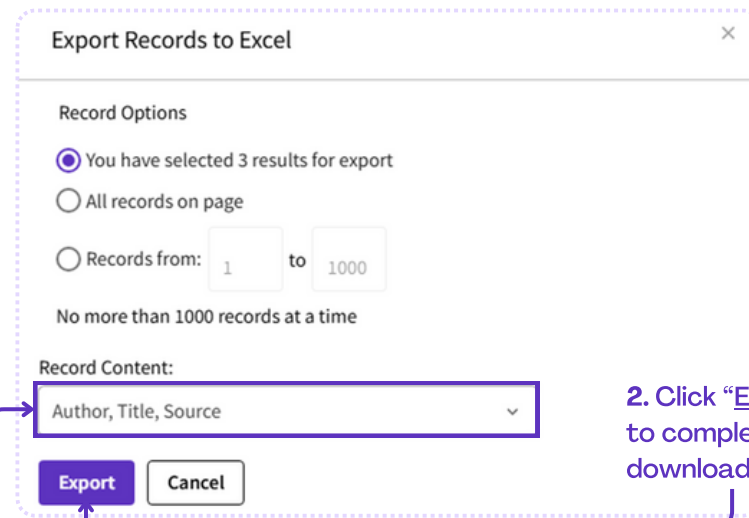 Export Records to Excel
Record Options
You have selected 3 results for export
All records on page
Records from: 1 to 1000
No more than 1000 records at a time
Record Content:
Author, Title, Source
Export Cancel
2. Click “E
to comple
download